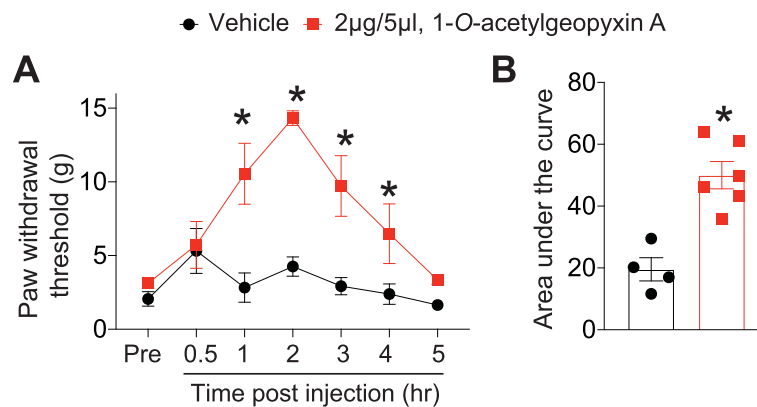 Vehicle 2µg/5µl, 1-O-acetylgeopyxin A
A
B
Paw withdrawal
threshold (g)
15
10
5
0
* * * *
Pre 0.5 1 2 3 4 5
Time post injection (hr)
Area under the curve
80
60
40
20
0
*